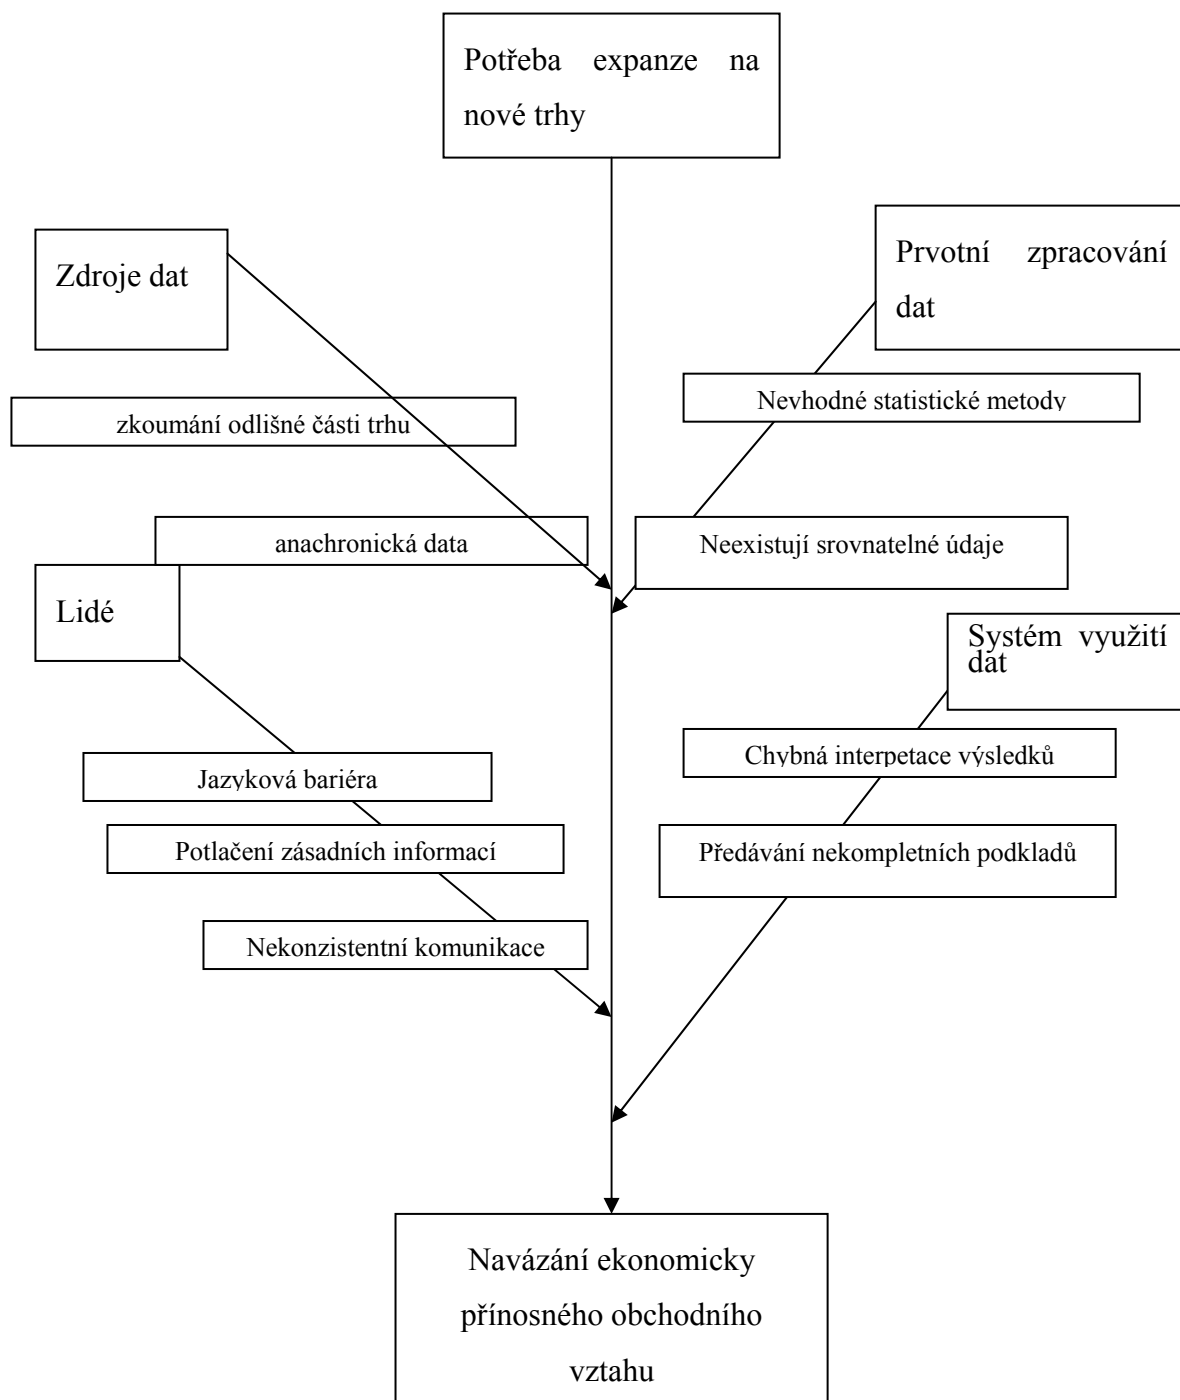 Potřeba expanze na
nové trhy
Zdroje dat
Prvotní zpracování
dat
zkoumání odlišné části trhu
Nevhodné statistické metody
anachronická data
Neexistují srovnatelné údaje
Lidé
Systém využití
dat
Jazyková bariéra
Chybná interpetace výsledků
Potlačení zásadních informací
Předávání nekompletních podkladů
Nekonzistentní komunikace
Navázání ekonomicky
přínosného obchodního
vztahu